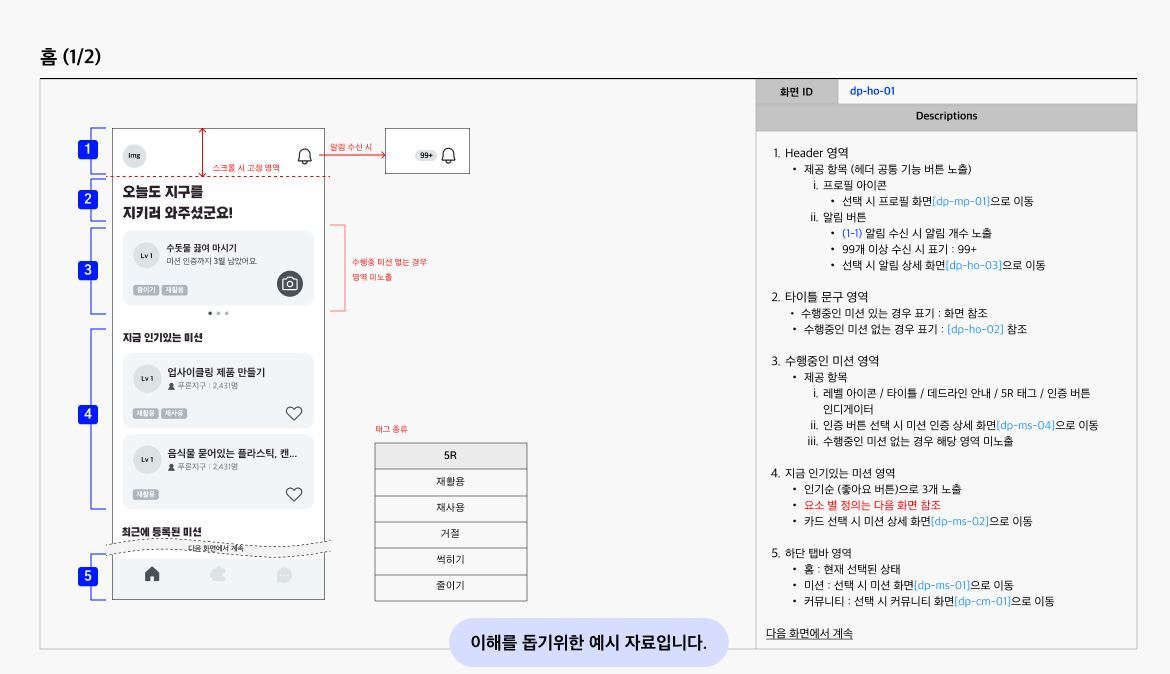 홈 (1/2)
화면 ID
dp-ho-01
Descriptions
1
Img
스크롤 시 고정 영역
알림 수신 시
99+
2
오늘도 지구를
지키러 와주셨군요!
3
Lv 1
수돗물 끓여 마시기
미션 인증까지 3일 남았어요.
줄이기
재활용
수행중 미션 없는 경우
영역 미노출
지금 인기있는 미션
4
Lv 1
업사이클링 제품 만들기
푸른지구 | 2,431명
재활용
재사용
Lv 1
음식물 묻어있는 플라스틱, 캔...
푸른지구 | 2,431명
재활용
최근에 등록된 미션
다음 화면에서 계속
5
태그 종류
5R
재활용
재사용
거절
썩히기
줄이기
1. Header 영역
• 제공 항목 (헤더 공통 기능 버튼 노출)
i. 프로필 아이콘
• 선택 시 프로필 화면[dp-mp-01]으로 이동
ii. 알림 버튼
• (1-1) 알림 수신 시 알림 개수 노출
• 99개 이상 수신 시 표기 : 99+
• 선택 시 알림 상세 화면[dp-ho-03]으로 이동
2. 타이틀 문구 영역
• 수행중인 미션 있는 경우 표기 : 화면 참조
• 수행중인 미션 없는 경우 표기 : [dp-ho-02] 참조
3. 수행중인 미션 영역
• 제공 항목
i. 레벨 아이콘 / 타이틀 / 데드라인 안내 / 5R 태그 / 인증 버튼
인디게이터
ii. 인증 버튼 선택 시 미션 인증 상세 화면[dp-ms-04]으로 이동
iii. 수행중인 미션 없는 경우 해당 영역 미노출
4. 지금 인기있는 미션 영역
• 인기순 (좋아요 버튼)으로 3개 노출
• 요소 별 정의는 다음 화면 참조
• 카드 선택 시 미션 상세 화면[dp-ms-02]으로 이동
5. 하단 탭바 영역
• 홈 : 현재 선택된 상태
• 미션 : 선택 시 미션 화면[dp-ms-01]으로 이동
• 커뮤니티 : 선택 시 커뮤니티 화면[dp-cm-01]으로 이동
다음 화면에서 계속
이해를 돕기위한 예시 자료입니다.